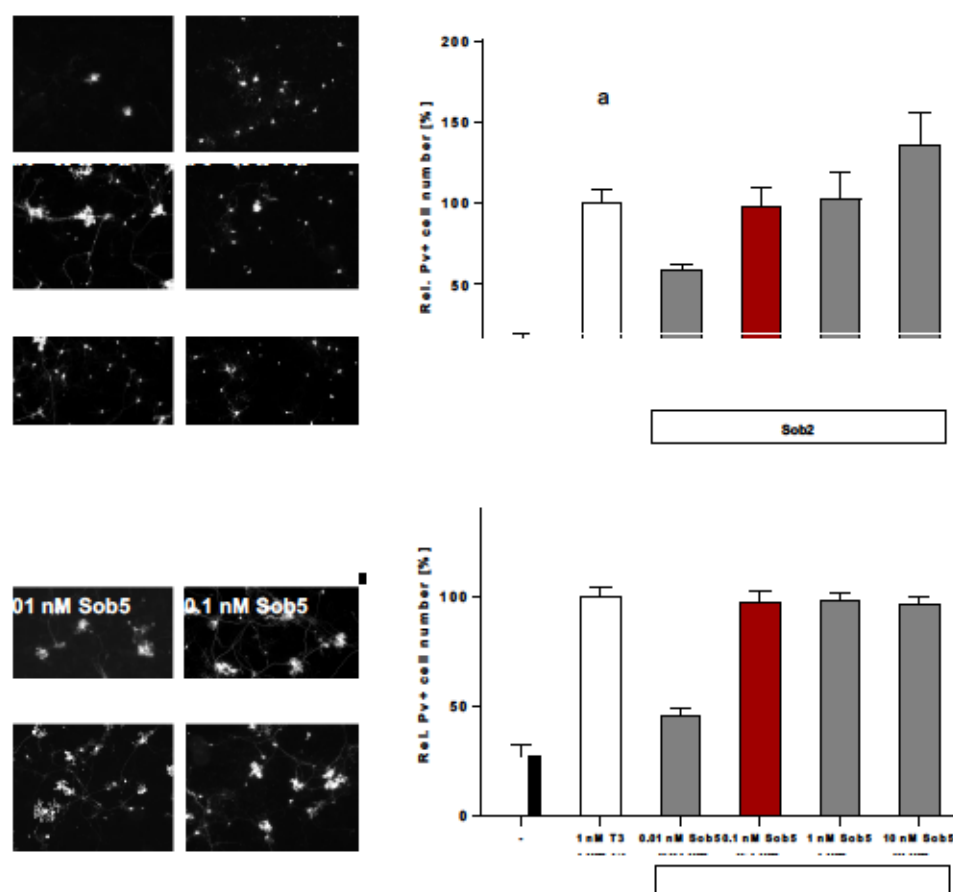 200
a
150
100
50
Rel. Pv+ cell number [%]
Sob2
01 nM Sob5 0.1 nM Sob5
100
50
0
Rel. Pv+ cell number [%]
- 1 nM T3 0.01 nM Sob5 0.1 nM Sob5 1 nM Sob5 10 nM Sob5